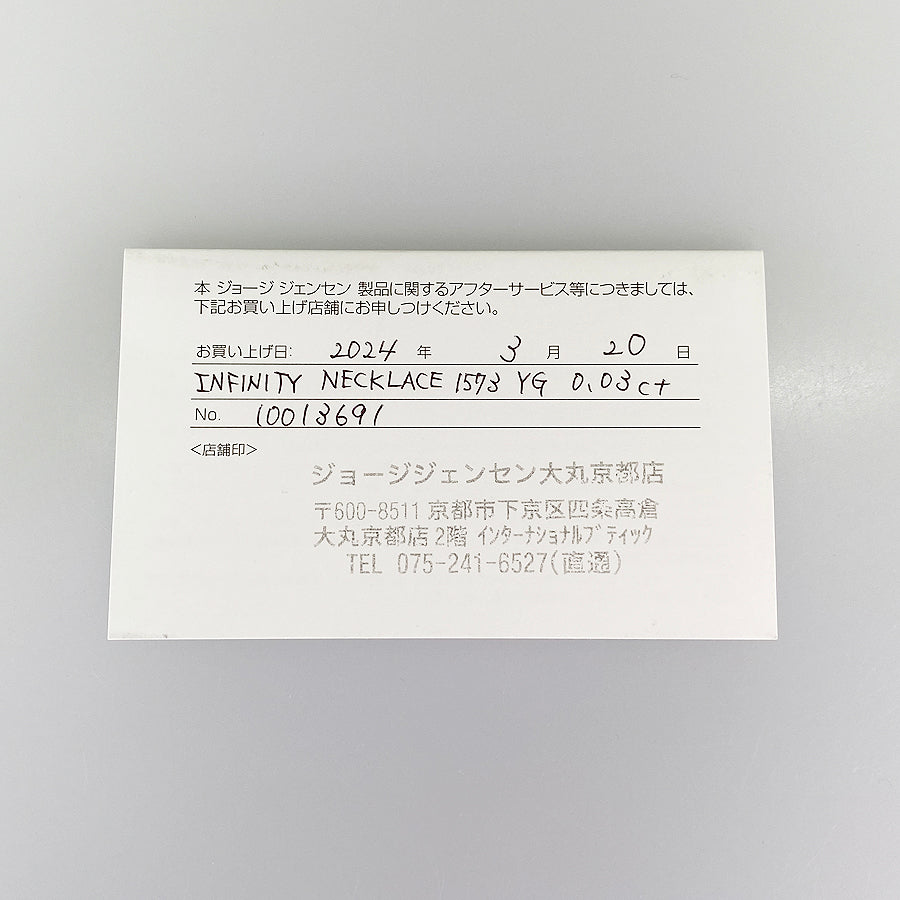 本 ジョージ ジェンセン 製品に関するアフターサービス等につきましては、
下記お買い上げ店舗にお申しつけください。
お買い上げ日: 2024 年 3 月 20 日
INFINITY NECKLACE 1573 YG 0.03ct
No. 10013691
<店舗印>
ジョージジェンセン大丸京都店
〒600-8511 京都市下京区四条高倉
大丸京都店2階 インターナショナルブティック
TEL 075-241-6527(直通)